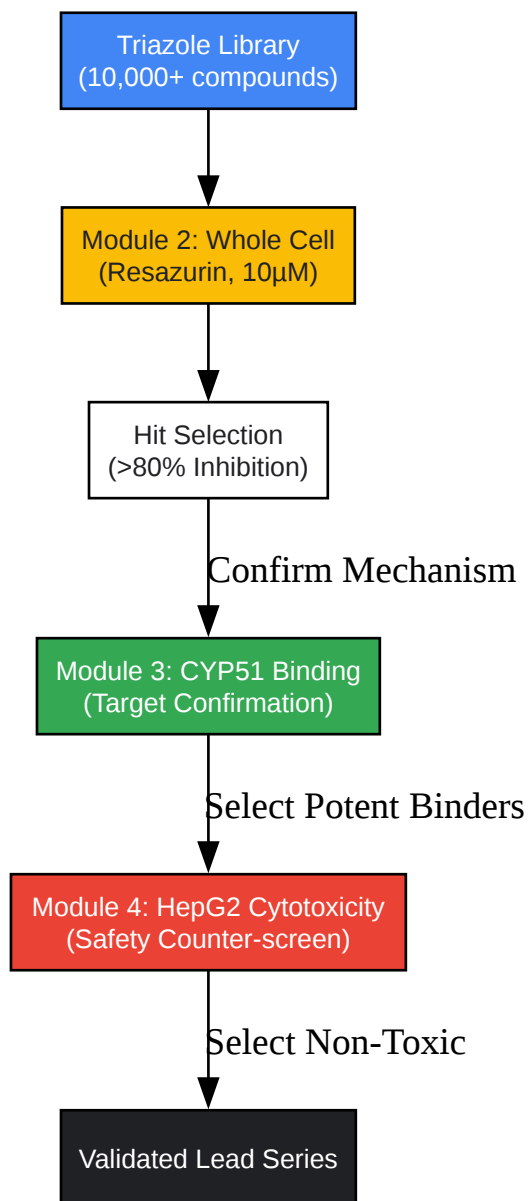 Triazole Library
(10,000+ compounds)
Module 2: Whole Cell
(Resazurin, 10µM)
Hit Selection
(>80% Inhibition)
Confirm Mechanism
Module 3: CYP51 Binding
(Target Confirmation)
Select Potent Binders
Module 4: HepG2 Cytotoxicity
(Safety Counter-screen)
Select Non-Toxic
Validated Lead Series